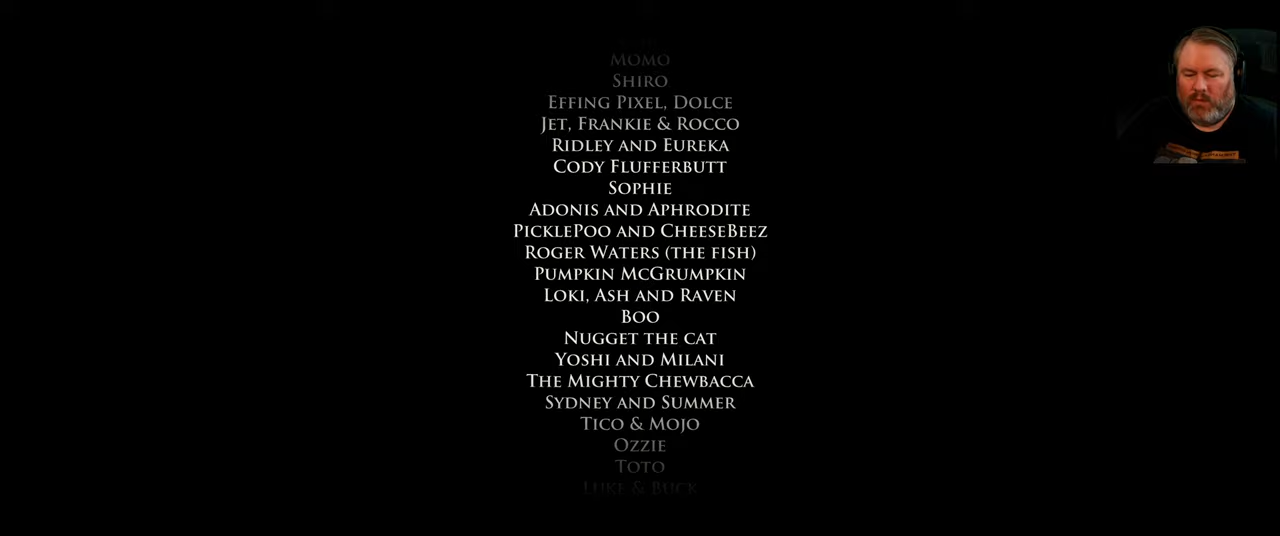 Momo
Shiro
Effing Pixel, Dolce
Jet, Frankie & Rocco
Ridley and Eureka
Cody Flufferbutt
Sophie
Adonis and Aphrodite
PicklePoo and CheeseBeez
Roger Waters (the fish)
Pumpkin McGrumpkin
Loki, Ash and Raven
Boo
Nugget the cat
Yoshi and Milani
The Mighty Chewbacca
Sydney and Summer
Tico & Mojo
Ozzie
Toto
Luke & Buck